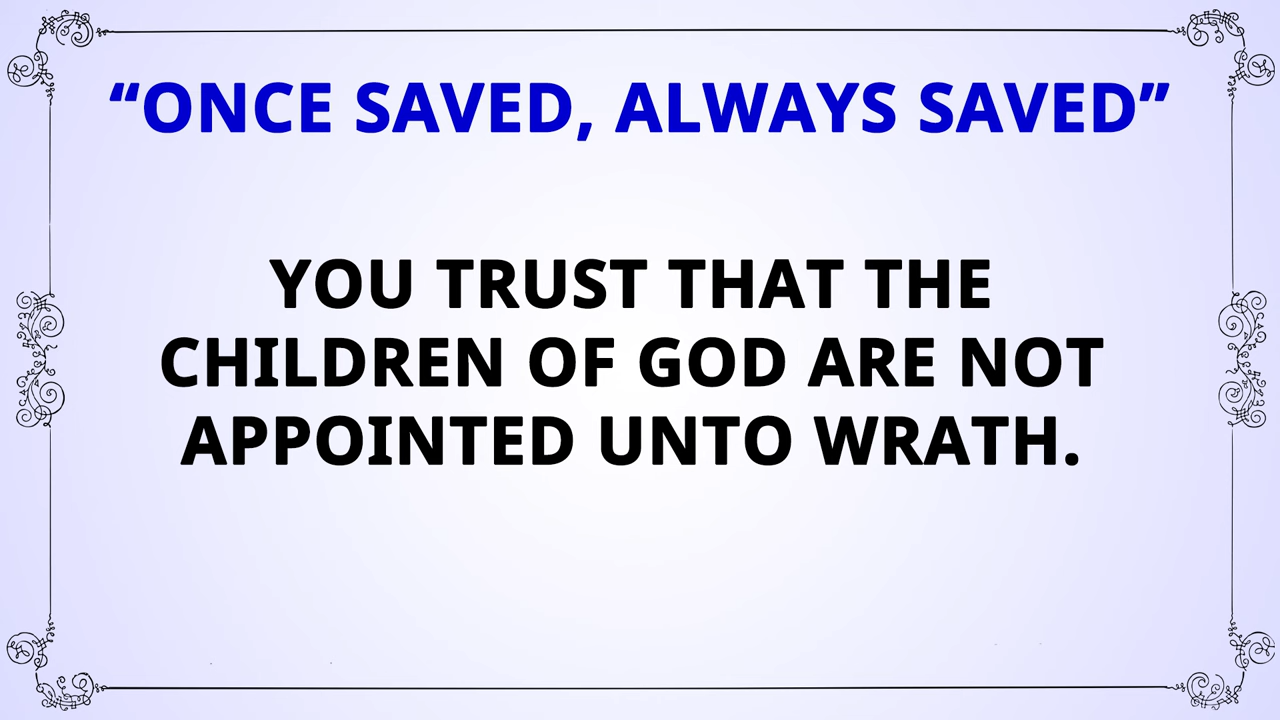 “ONCE SAVED, ALWAYS SAVED”
YOU TRUST THAT THE
CHILDREN OF GOD ARE NOT
APPOINTED UNTO WRATH.